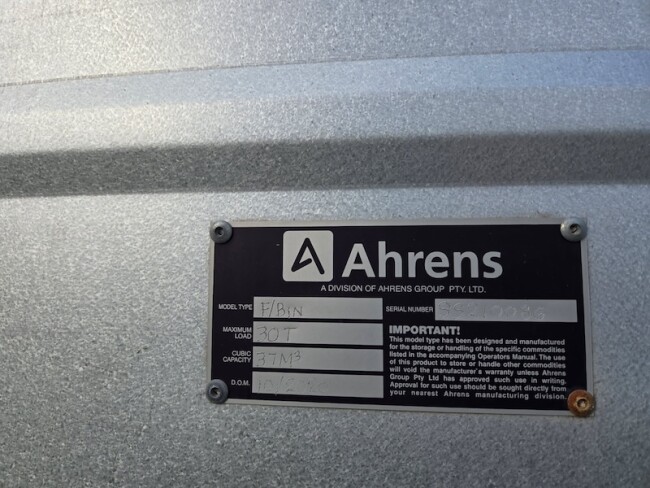 Ahrens
A DIVISION OF AHRENS GROUP PTY. LTD.
MODEL TYPE F/BIN
SERIAL NUMBER
MAXIMUM LOAD 30T
CUBIC CAPACITY 37M³
D.O.M.
IMPORTANT!
This model type has been designed and manufactured
for the storage or handling of the specific commodities
listed in the accompanying Operators Manual. The use
of this product to store or handle other commodities
will void the manufacturer's warranty unless Ahrens
Group Pty Ltd has approved such use in writing.
Approval for such use should be sought directly from
your nearest Ahrens manufacturing division.